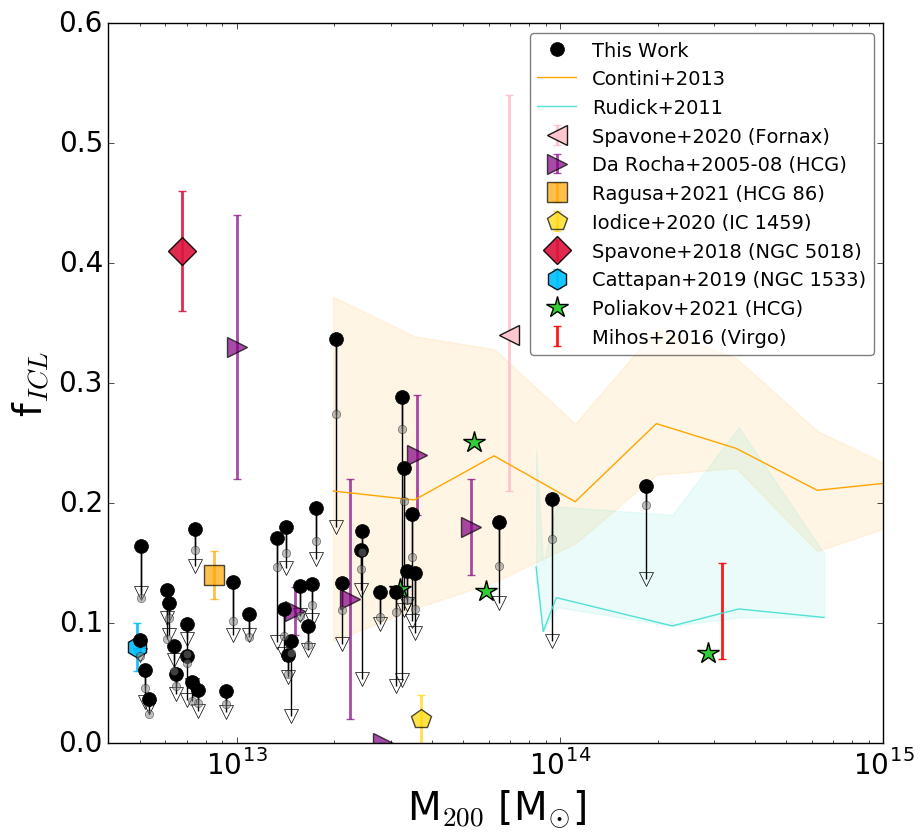 0.6
0.5
0.4
0.3
0.2
0.1
0.0
f_ICL
10^13
10^14
10^15
M_200 [M_⊙]
This Work
Contini+2013
Rudick+2011
Spavone+2020 (Fornax)
Da Rocha+2005-08 (HCG)
Ragusa+2021 (HCG 86)
Iodice+2020 (IC 1459)
Spavone+2018 (NGC 5018)
Cattapan+2019 (NGC 1533)
Poliakov+2021 (HCG)
Mihos+2016 (Virgo)